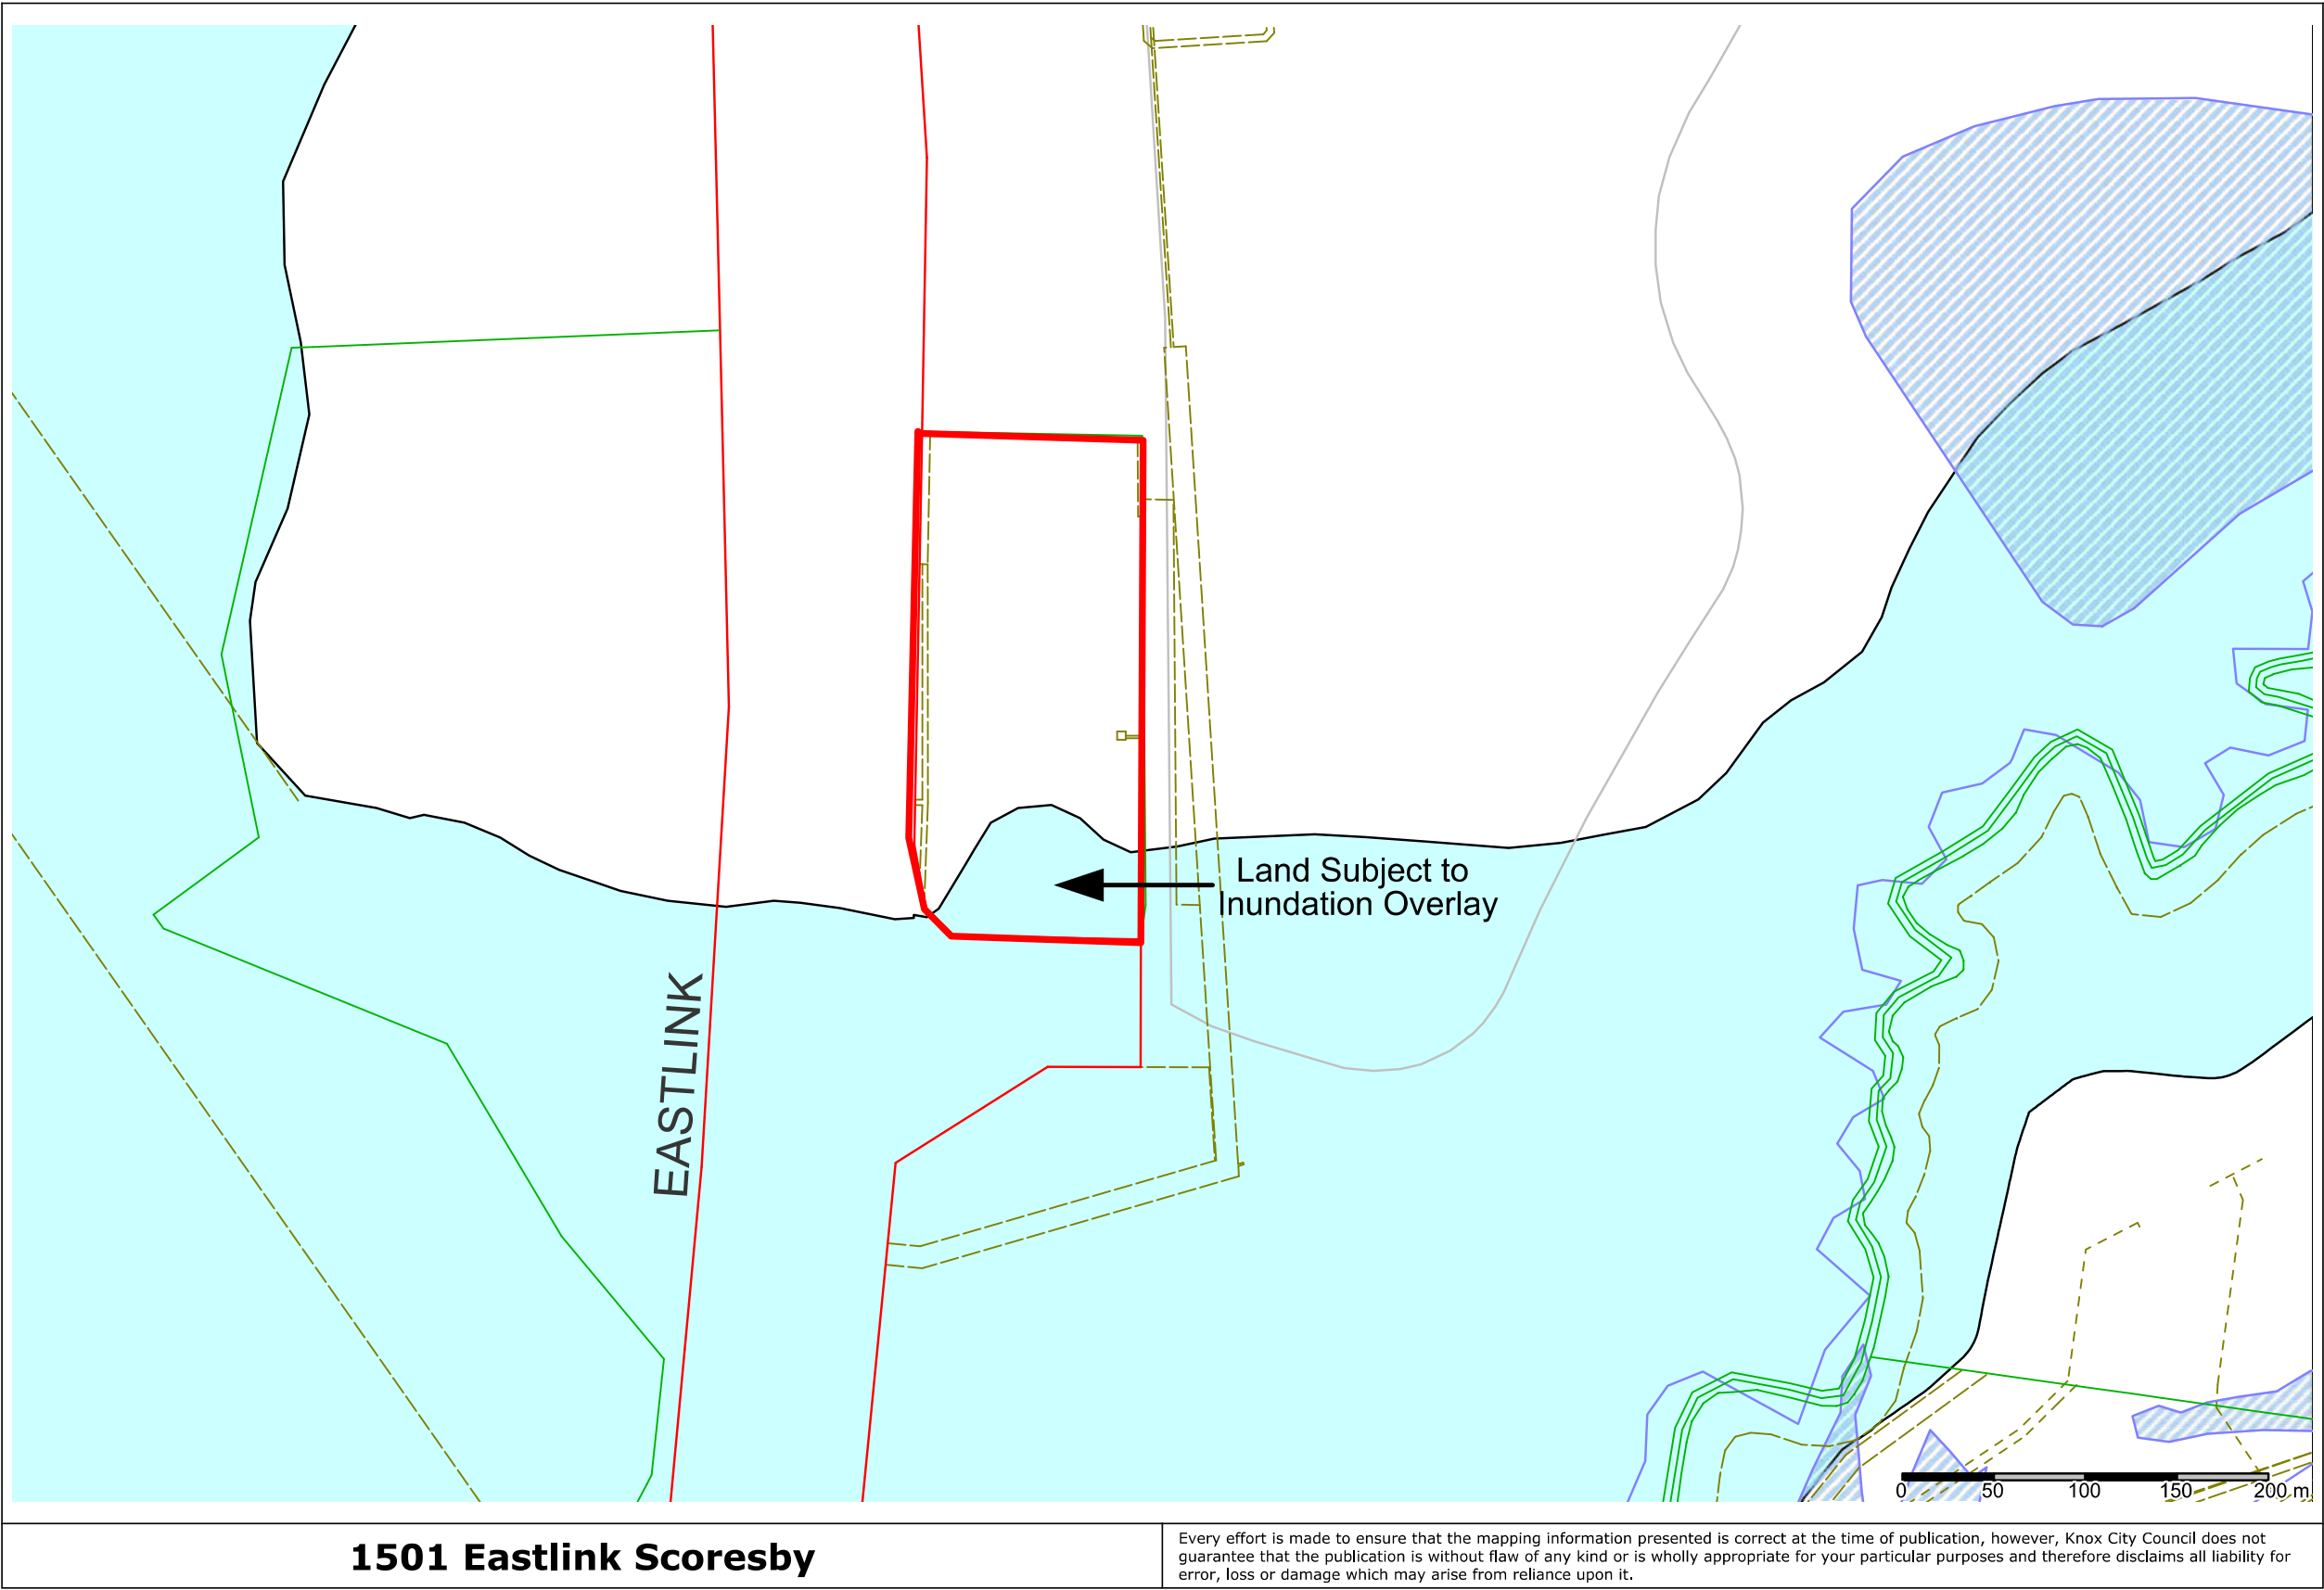 Land Subject to
Inundation Overlay
EASTLINK
0 50 100 150 200 m
1501 Eastlink Scoresby
Every effort is made to ensure that the mapping information presented is correct at the time of publication, however, Knox City Council does not
guarantee that the publication is without flaw of any kind or is wholly appropriate for your particular purposes and therefore disclaims all liability for
error, loss or damage which may arise from reliance upon it.